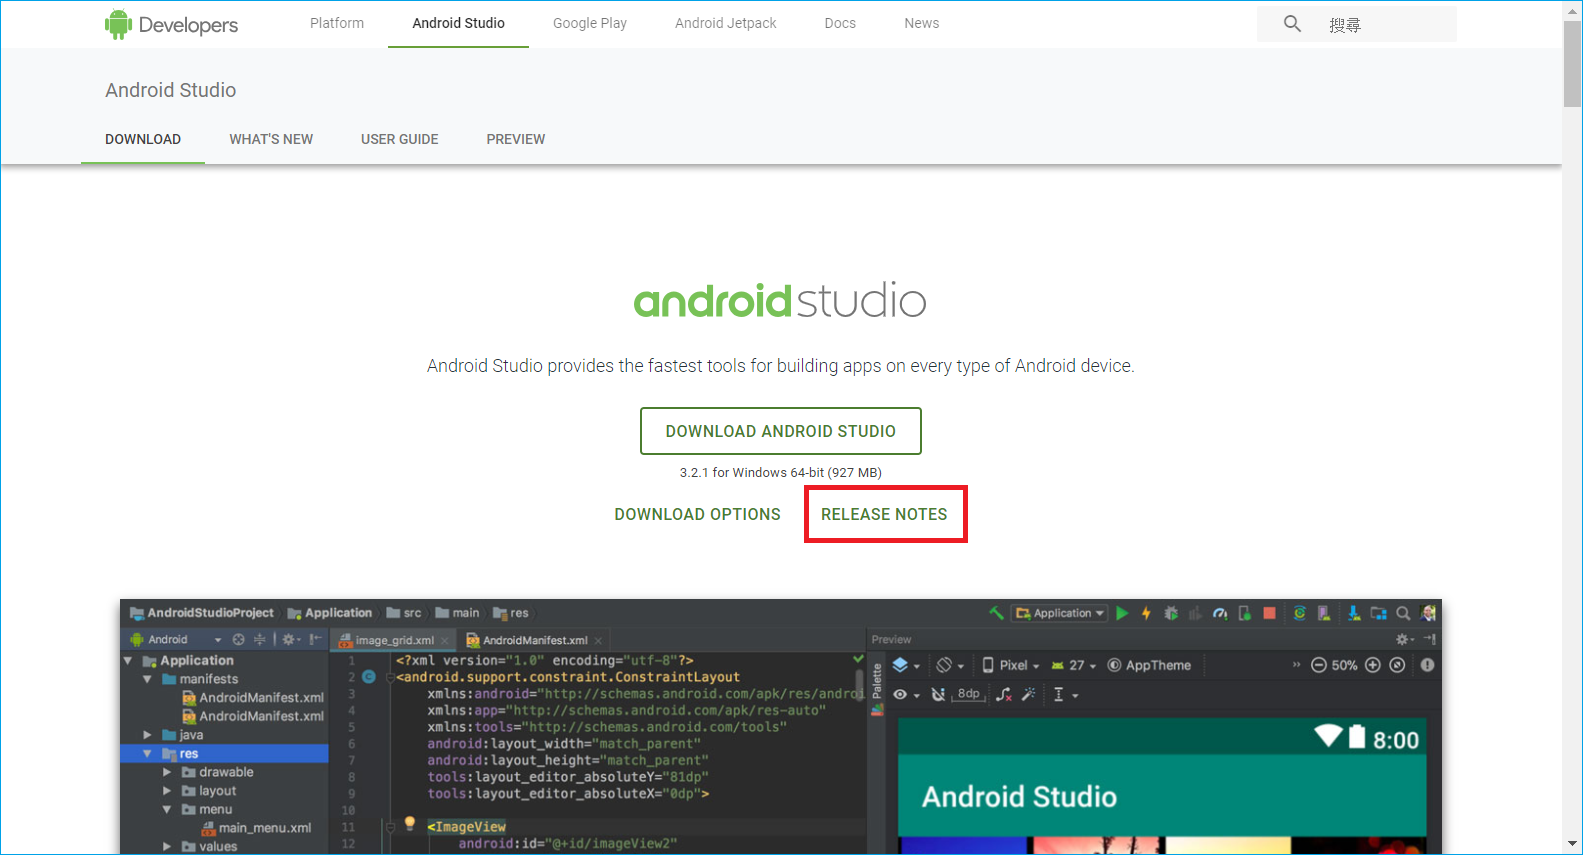 Developers
Platform
Android Studio
Google Play
Android Jetpack
Docs
News
搜尋
Android Studio
DOWNLOAD
WHAT'S NEW
USER GUIDE
PREVIEW
androidstudio
Android Studio provides the fastest tools for building apps on every type of Android device.
DOWNLOAD ANDROID STUDIO
3.2.1 for Windows 64-bit (927 MB)
DOWNLOAD OPTIONS
RELEASE NOTES
AndroidStudioProject
Application
src
main
res
Application
Android
image_grid.xml
AndroidManifest.xml
Preview
Application
manifests
AndroidManifest.xml
AndroidManifest.xml
java
res
drawable
layout
menu
main_menu.xml
values
1 <?xml version="1.0" encoding="utf-8"?>
2 <android.support.constraint.ConstraintLayout
3 xmlns:android="http://schemas.android.com/apk/res/androi
4 xmlns:app="http://schemas.android.com/apk/res-auto"
5 xmlns:tools="http://schemas.android.com/tools"
6 android:layout_width="match_parent"
7 android:layout_height="match_parent"
8 tools:layout_editor_absoluteY="81dp"
9 tools:layout_editor_absoluteX="0dp">
10
11 <ImageView
12 android:id="@+id/imageView2"
Palette
Pixel
27
AppTheme
50%
8dp
8:00
Android Studio